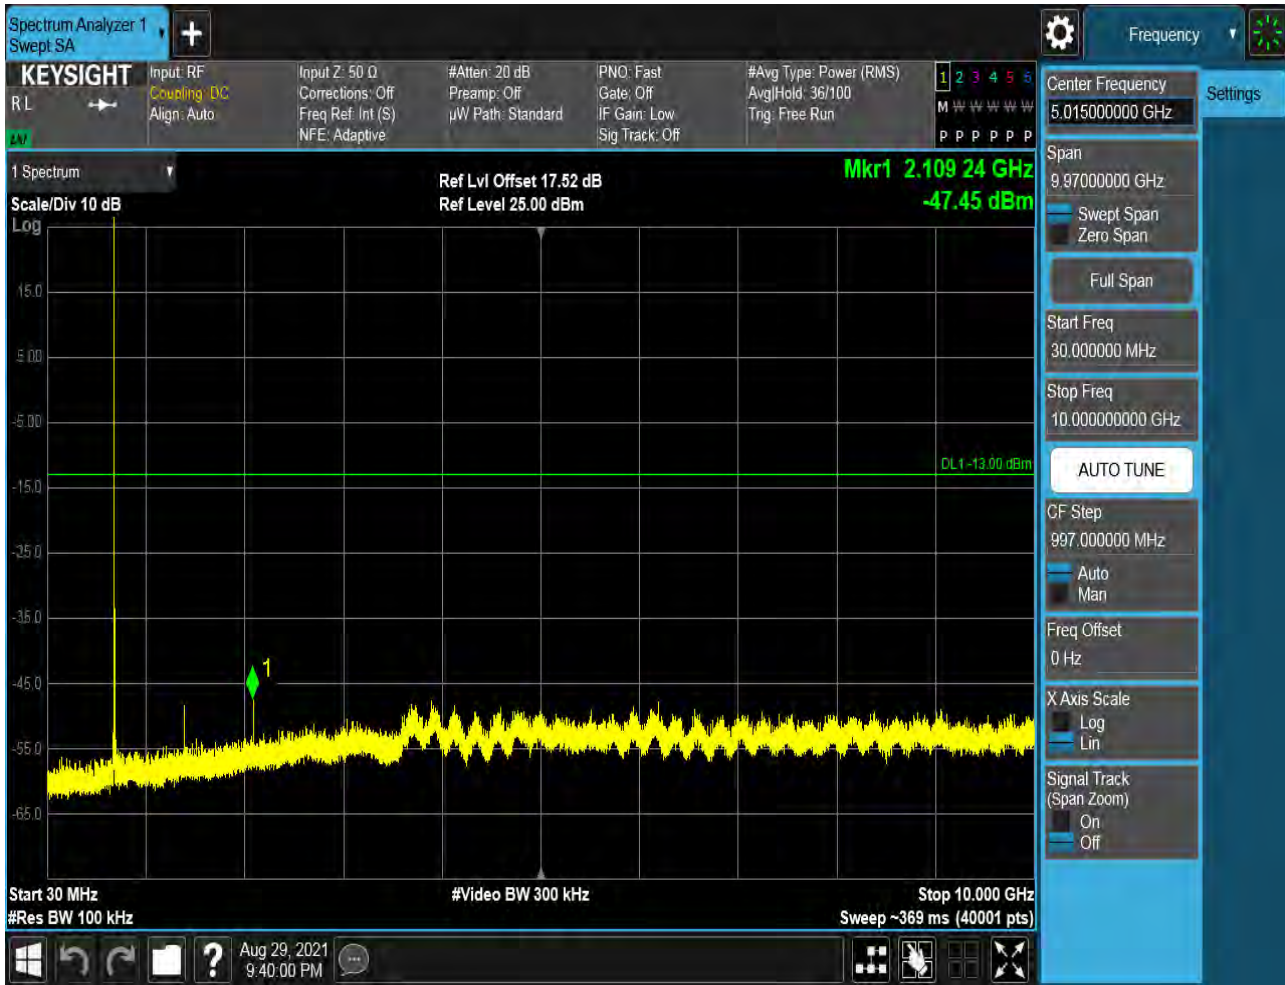 Spectrum Analyzer 1
Swept SA
Frequency
KEYSIGHT
R L
Input: RF
Coupling: DC
Align: Auto
Input Z: 50 Ω
Corrections: Off
Freq Ref: Int (S)
NFE: Adaptive
#Atten: 20 dB
Preamp: Off
µW Path: Standard
PNO: Fast
Gate: Off
IF Gain: Low
Sig Track: Off
#Avg Type: Power (RMS)
Avg|Hold: 36/100
Trig: Free Run
1 2 3 4 5 6
M W W W W W
P P P P P P
1 Spectrum
Scale/Div 10 dB
Log
Ref Lvl Offset 17.52 dB
Ref Level 25.00 dBm
Mkr1 2.109 24 GHz
-47.45 dBm
15.0
5.00
-5.00
DL1 -13.00 dBm
-15.0
-25.0
-35.0
1
-45.0
-55.0
-65.0
Start 30 MHz
#Video BW 300 kHz
Stop 10.000 GHz
#Res BW 100 kHz
Sweep ~369 ms (40001 pts)
?
Aug 29, 2021
9:40:00 PM
Center Frequency
5.015000000 GHz
Settings
Span
9.97000000 GHz
Swept Span
Zero Span
Full Span
Start Freq
30.000000 MHz
Stop Freq
10.000000000 GHz
AUTO TUNE
CF Step
997.000000 MHz
Auto
Man
Freq Offset
0 Hz
X Axis Scale
Log
Lin
Signal Track
(Span Zoom)
On
Off